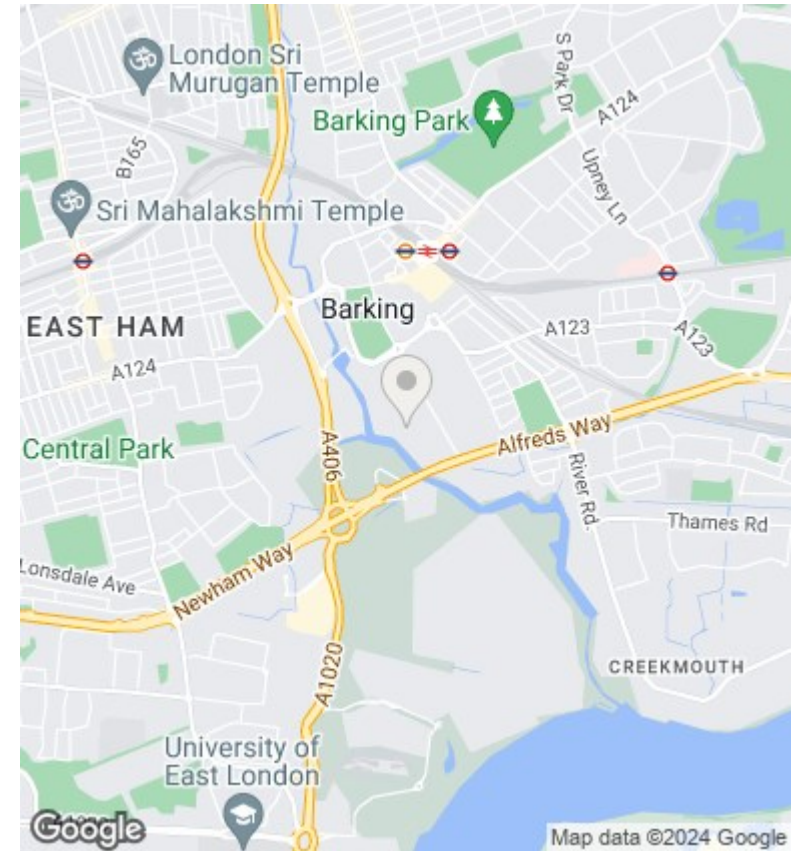 London Sri
Murugan Temple
S Park Dr
A124
Barking Park
B165
Upney Ln
Sri Mahalakshmi Temple
Barking
EAST HAM
A123
A123
A124
Central Park
A406
Alfreds Way
River Rd.
Thames Rd
Lonsdale Ave
Newham Way
A1020
CREEKMOUTH
University of
East London
Google
Map data ©2024 Google